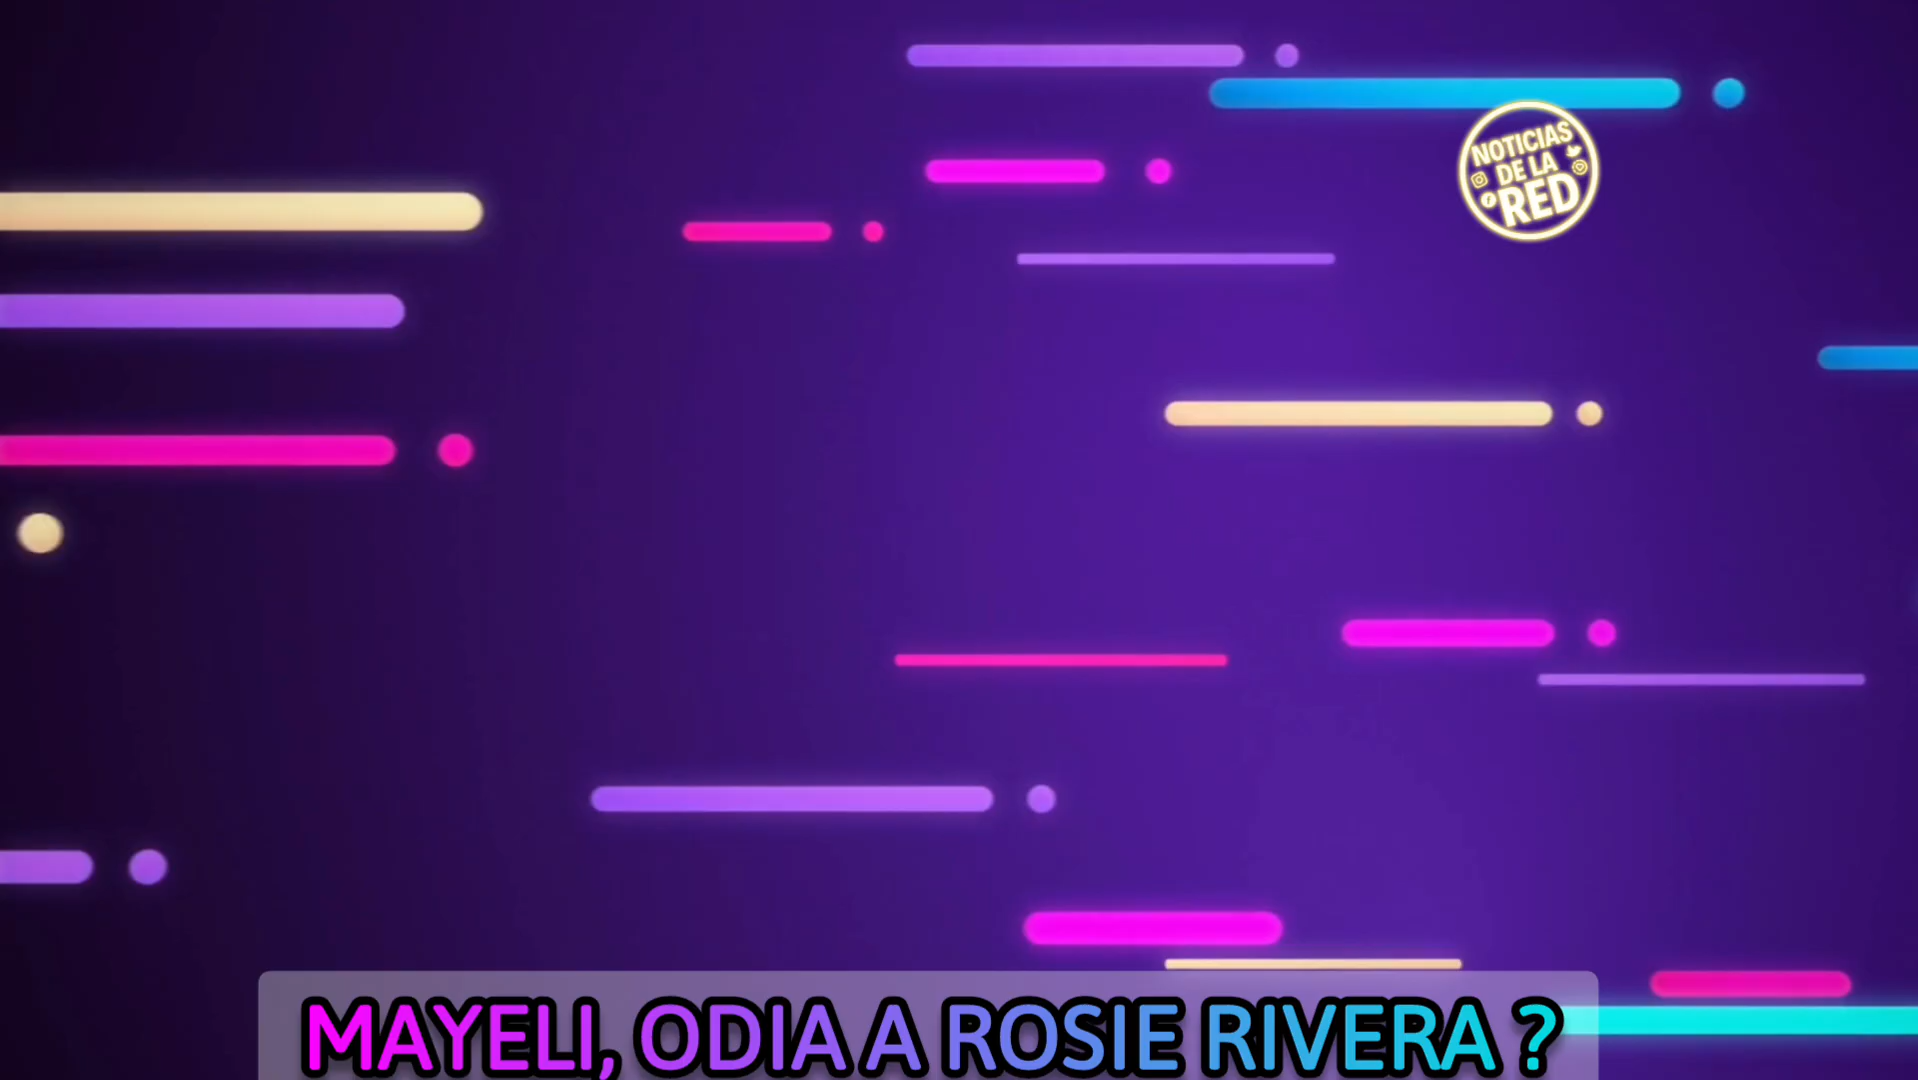 NOTICIAS
DE LA
RED
MAYELI, ODIA A ROSIE RIVERA ?